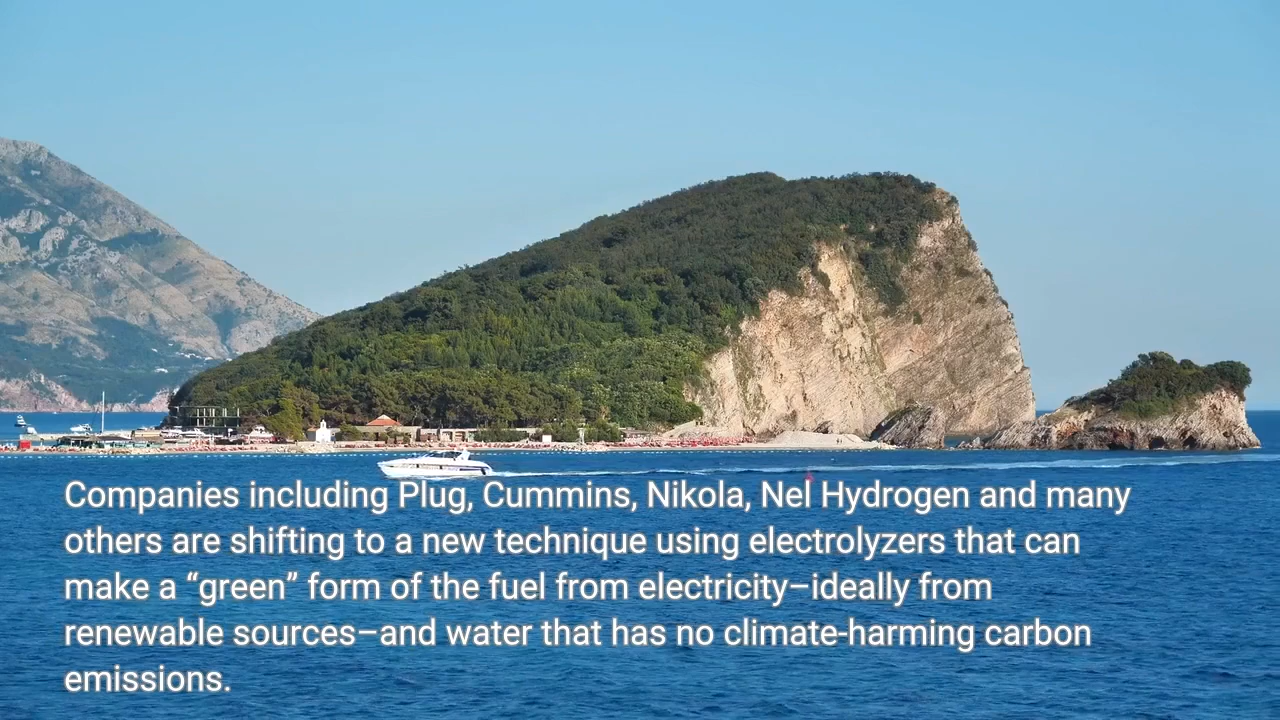 Companies including Plug, Cummins, Nikola, Nel Hydrogen and many
others are shifting to a new technique using electrolyzers that can
make a “green” form of the fuel from electricity–ideally from
renewable sources–and water that has no climate-harming carbon
emissions.